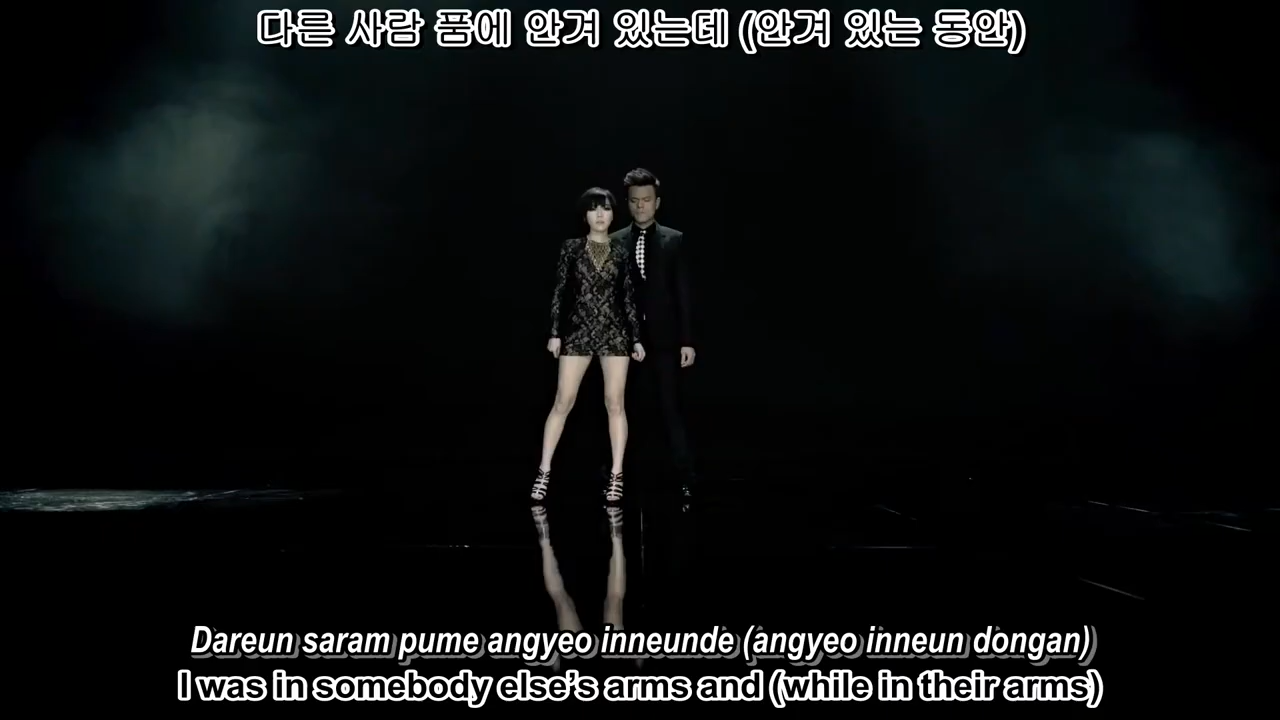 다른 사람 품에 안겨 있는데 (안겨 있는 동안)
Dareun saram pume angyeo inneunde (angyeo inneun dongan)
I was in somebody else’s arms and (while in their arms)